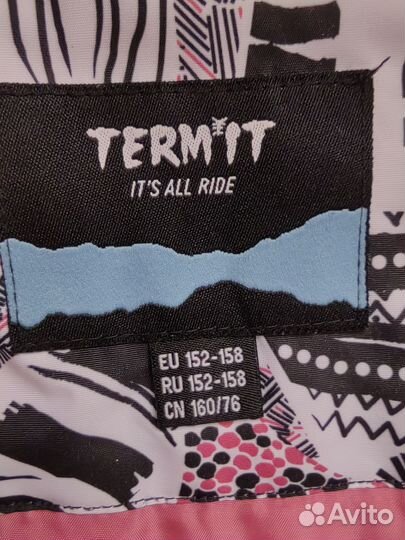 TERMIT
IT'S ALL RIDE
EU 152-158
RU 152-158
CN 160/76
Avito